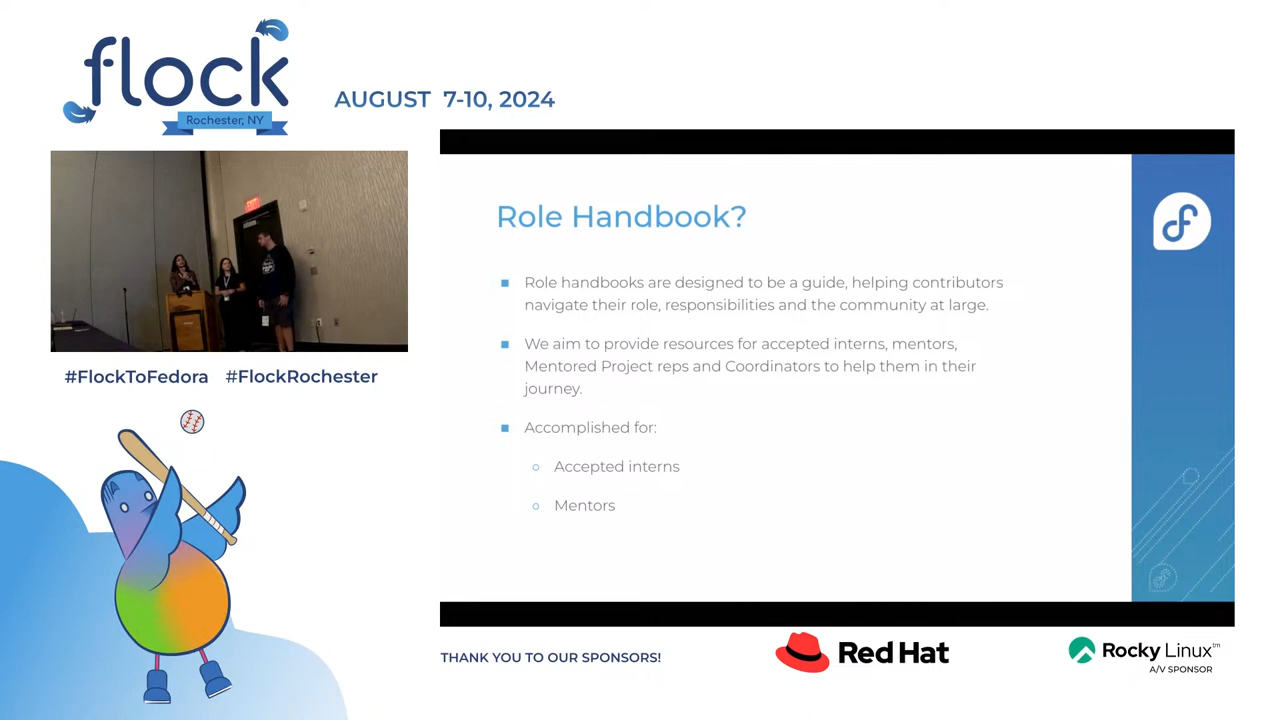 flock
Rochester, NY
AUGUST 7-10, 2024
#FlockToFedora #FlockRochester
Role Handbook?
Role handbooks are designed to be a guide, helping contributors
navigate their role, responsibilities and the community at large.
We aim to provide resources for accepted interns, mentors,
Mentored Project reps and Coordinators to help them in their
journey.
Accomplished for:
Accepted interns
Mentors
THANK YOU TO OUR SPONSORS!
Red Hat
Rocky Linux™
A/V SPONSOR